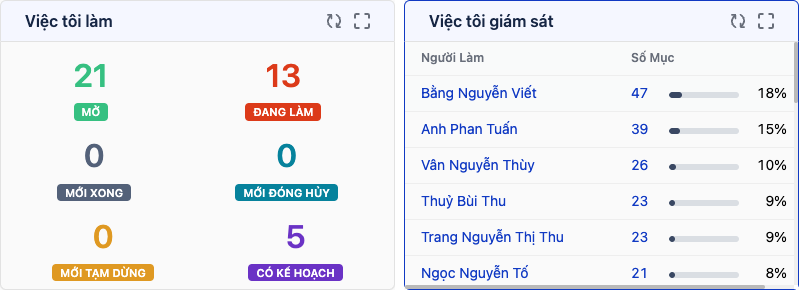 Việc tôi làm
21
13
MỞ
ĐANG LÀM
0
0
MỚI XONG
MỚI ĐÓNG HỦY
0
5
MỚI TẠM DỪNG
CÓ KẾ HOẠCH
Việc tôi giám sát
Người Làm Số Mục
Bằng Nguyễn Viết 47 18%
Anh Phan Tuấn 39 15%
Vân Nguyễn Thùy 26 10%
Thuỷ Bùi Thu 23 9%
Trang Nguyễn Thị Thu 23 9%
Ngọc Nguyễn Tố 21 8%